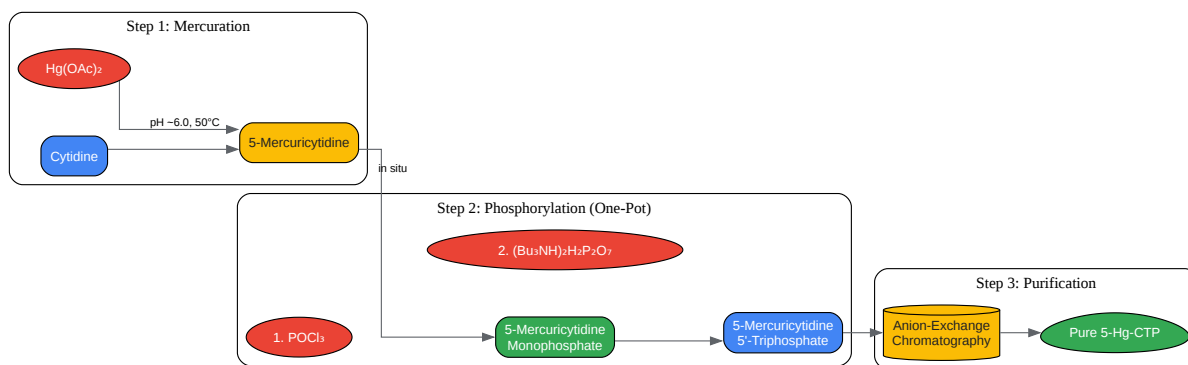 Step 1: Mercuration
Hg(OAc)₂
pH ~6.0, 50°C
Cytidine
5-Mercuricytidine
in situ
Step 2: Phosphorylation (One-Pot)
2. (Bu₃NH)₂H₂P₂O₇
1. POCl₃
5-Mercuricytidine
Monophosphate
5-Mercuricytidine
5'-Triphosphate
Step 3: Purification
Anion-Exchange
Chromatography
Pure 5-Hg-CTP